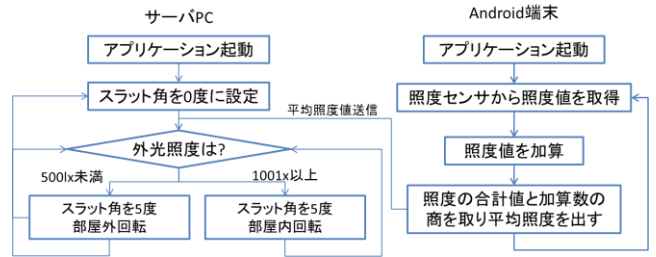 サーバPC
アプリケーション起動
スラット角を0度に設定
外光照度は?
500lx未満
1001x以上
スラット角を5度
部屋外回転
スラット角を5度
部屋内回転
平均照度値送信
Android端末
アプリケーション起動
照度センサから照度値を取得
照度値を加算
照度の合計値と加算数の
商を取り平均照度を出す